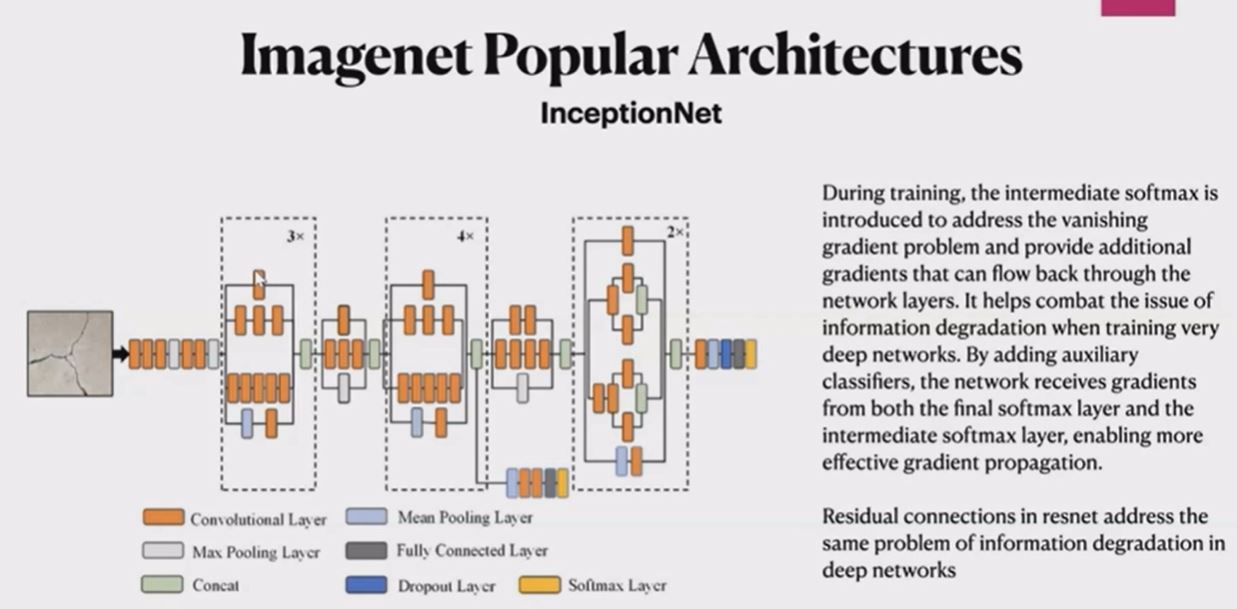 Imagenet Popular Architectures
InceptionNet
During training, the intermediate softmax is
introduced to address the vanishing
gradient problem and provide additional
gradients that can flow back through the
network layers. It helps combat the issue of
information degradation when training very
deep networks. By adding auxiliary
classifiers, the network receives gradients
from both the final softmax layer and the
intermediate softmax layer, enabling more
effective gradient propagation.
Residual connections in resnet address the
same problem of information degradation in
deep networks
3×
4×
2×
Convolutional Layer
Mean Pooling Layer
Max Pooling Layer
Fully Connected Layer
Concat
Dropout Layer
Softmax Layer